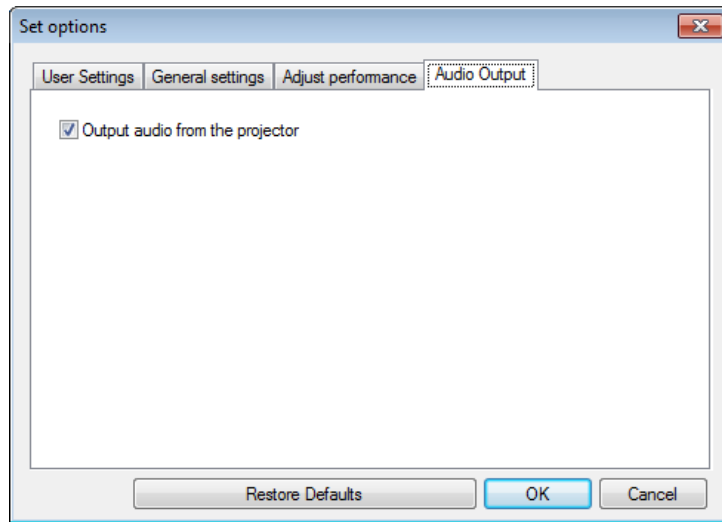 Set options
User Settings General settings Adjust performance Audio Output
Output audio from the projector
Restore Defaults OK Cancel